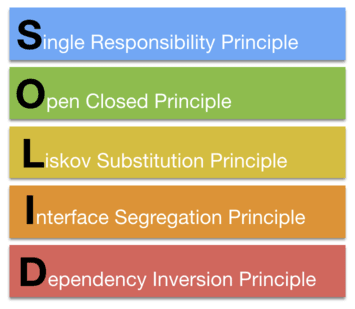 Single Responsibility Principle
Open Closed Principle
Liskov Substitution Principle
Interface Segregation Principle
Dependency Inversion Principle